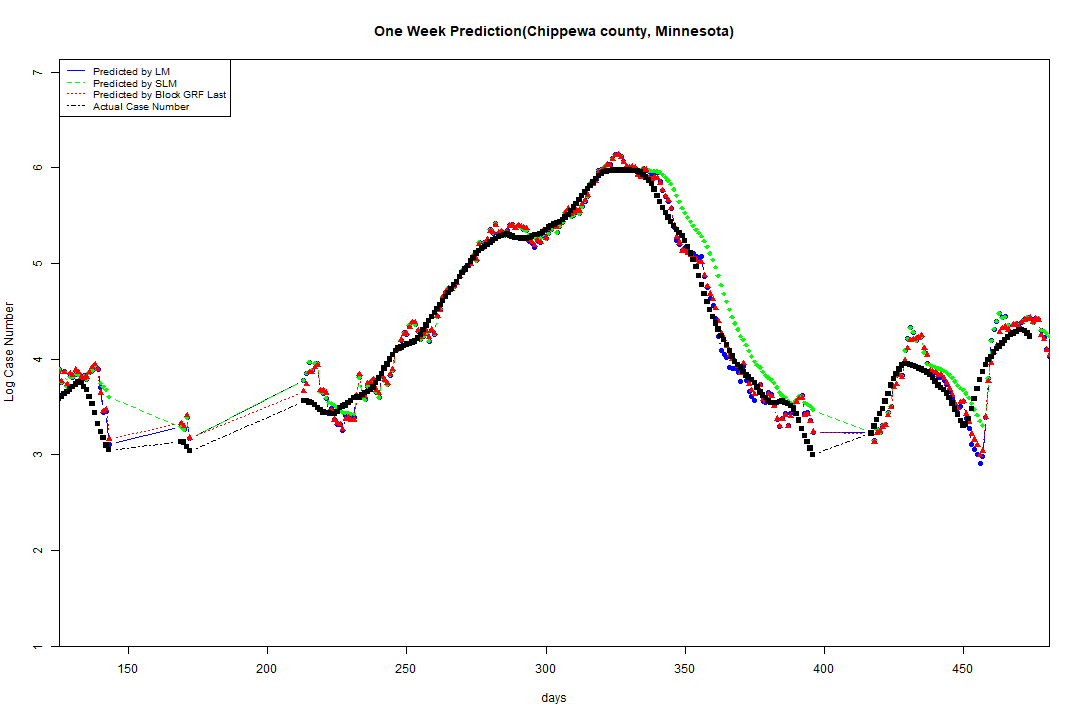 One Week Prediction(Chippewa county, Minnesota)
Predicted by LM
Predicted by SLM
Predicted by Block GRF Last
Actual Case Number
7
6
5
4
3
2
1
Log Case Number
150 200 250 300 350 400 450
days